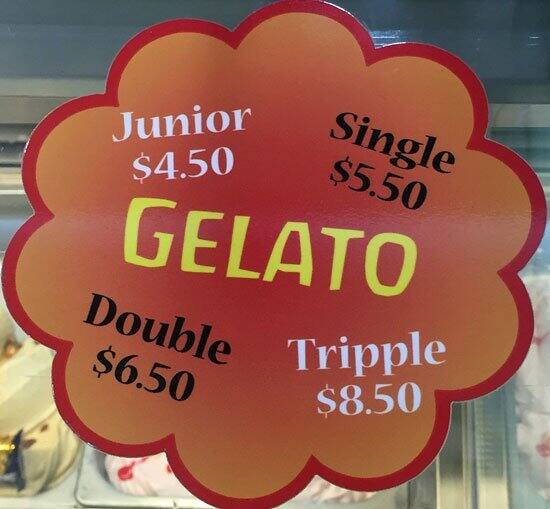 Junior
$4.50
Single
$5.50
GELATO
Double
$6.50
Tripple
$8.50